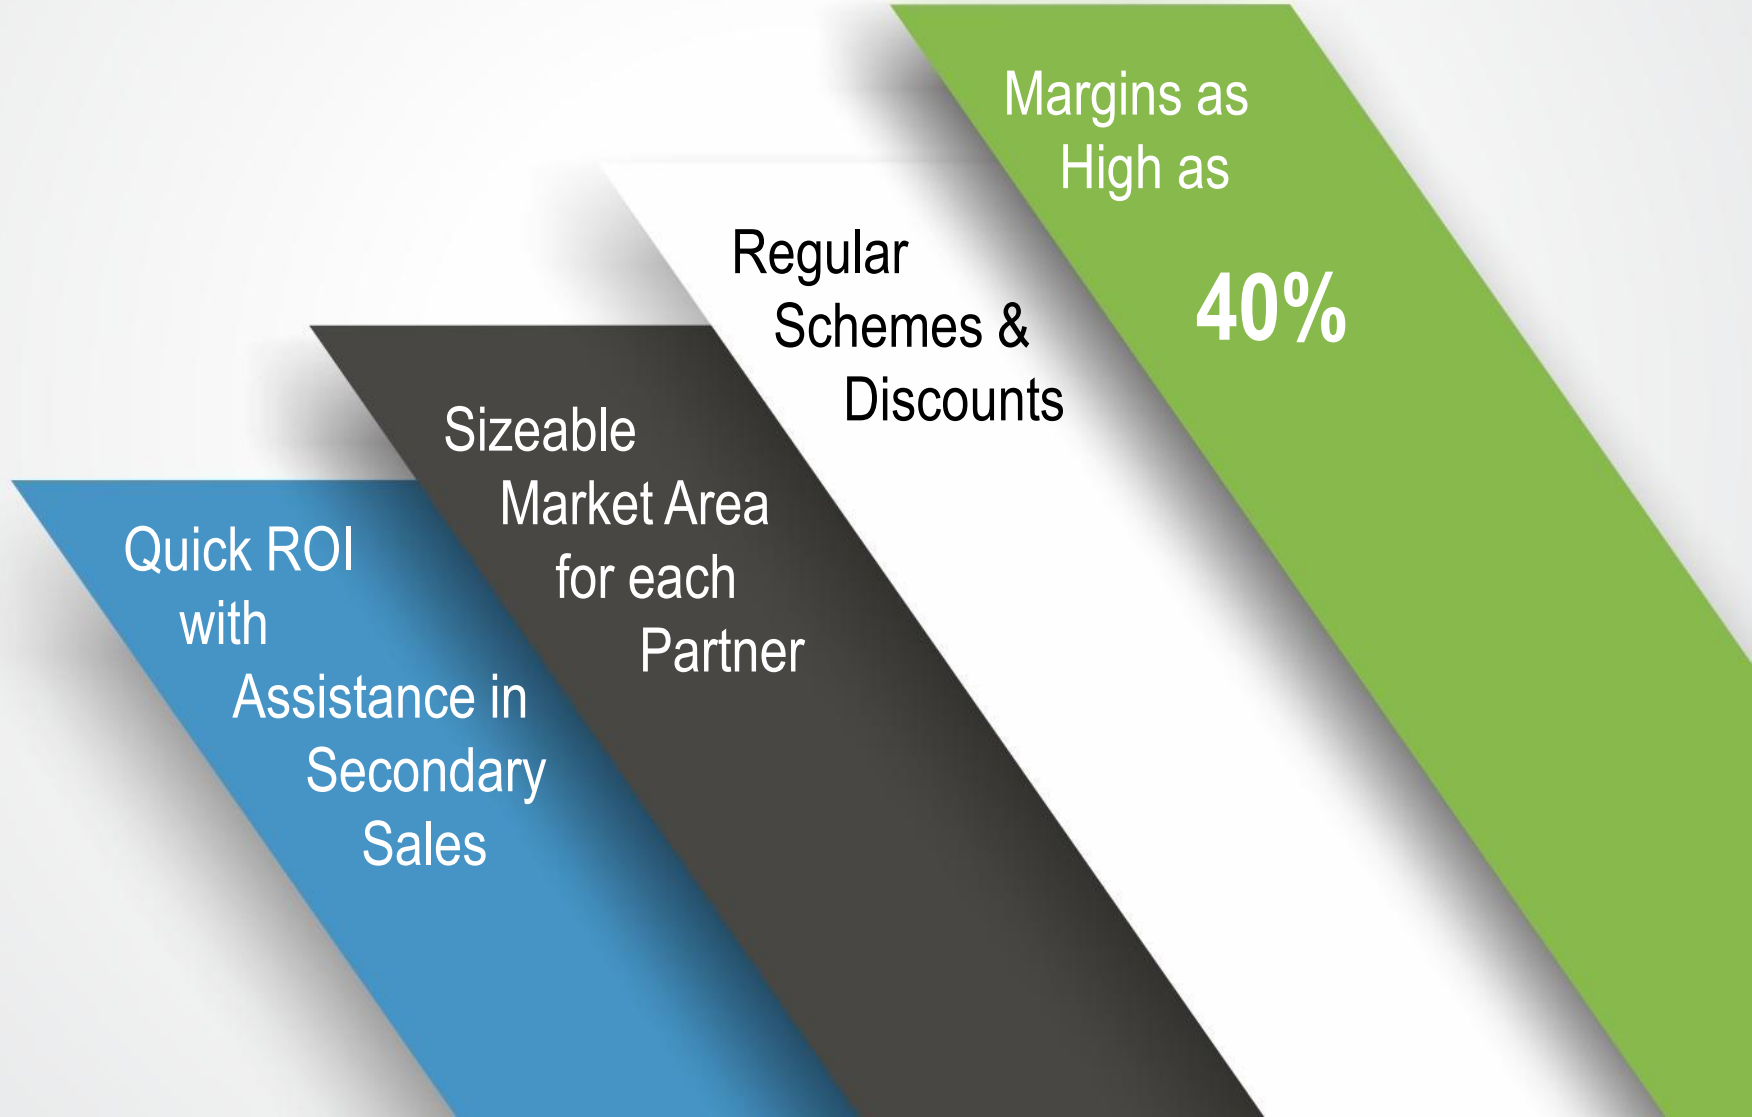 Quick ROI
with
Assistance in
Secondary
Sales
Sizeable
Market Area
for each
Partner
Regular
Schemes &
Discounts
Margins as
High as
40%